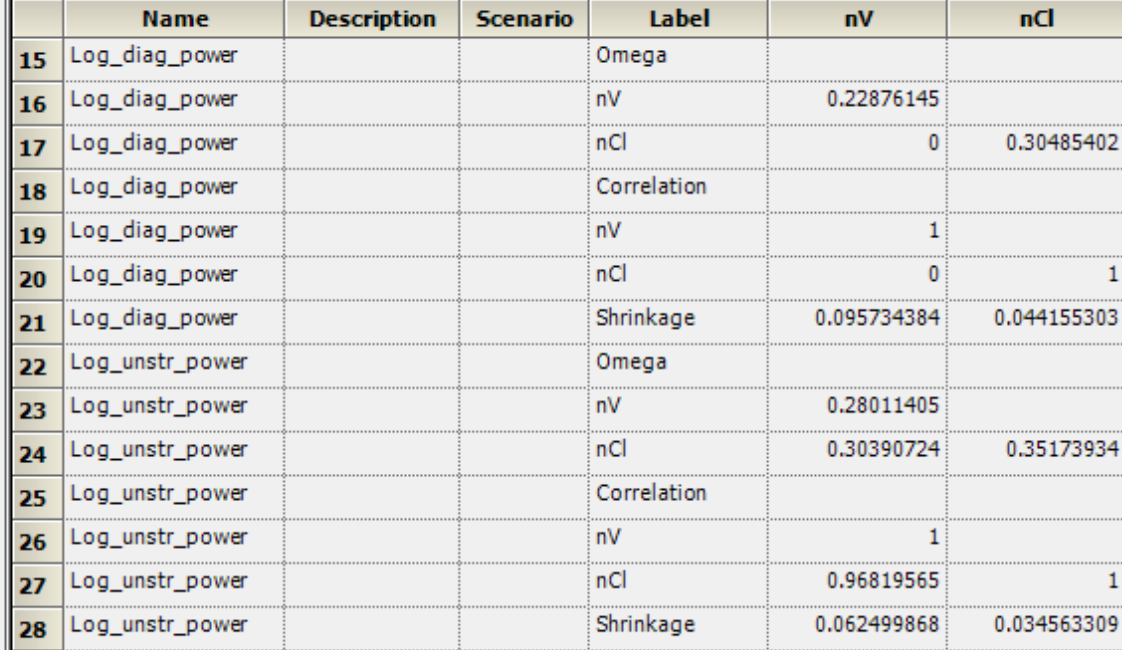 Name Description Scenario Label nV nCl
15 Log_diag_power Omega
16 Log_diag_power nV 0.22876145
17 Log_diag_power nCl 0 0.30485402
18 Log_diag_power Correlation
19 Log_diag_power nV 1
20 Log_diag_power nCl 0 1
21 Log_diag_power Shrinkage 0.095734384 0.044155303
22 Log_unstr_power Omega
23 Log_unstr_power nV 0.28011405
24 Log_unstr_power nCl 0.30390724 0.35173934
25 Log_unstr_power Correlation
26 Log_unstr_power nV 1
27 Log_unstr_power nCl 0.96819565 1
28 Log_unstr_power Shrinkage 0.062499868 0.034563309